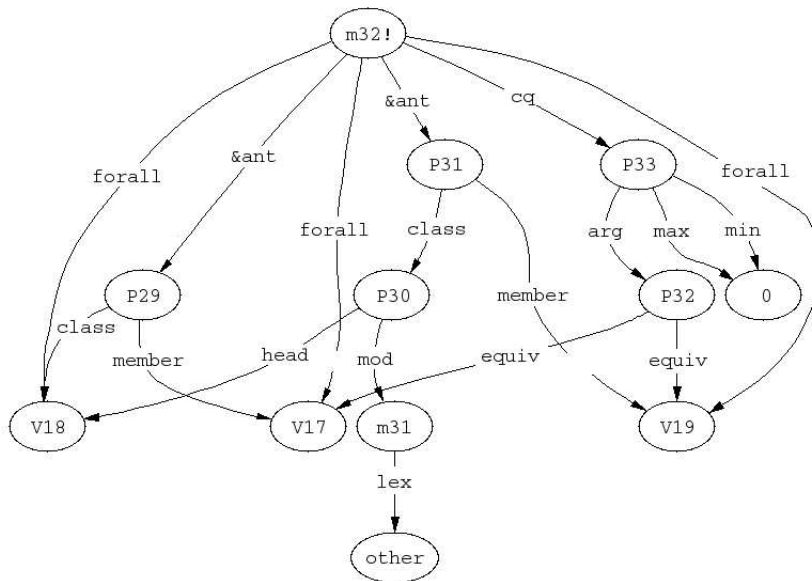 m32!
&ant
cq
P31
P33
&ant
forall
forall
forall
class
arg
max
min
P29
P30
member
P32
0
class
member
head
mod
equiv
equiv
V18
V17
m31
V19
lex
other